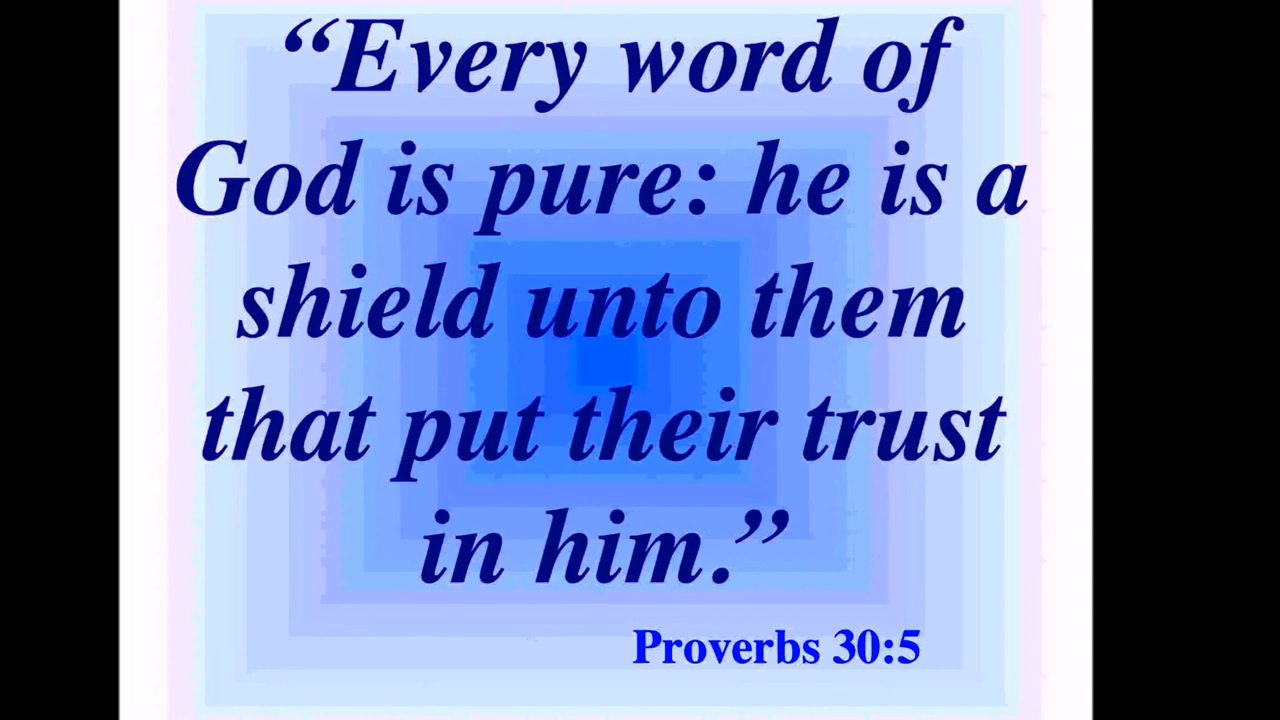 “Every word of
God is pure: he is a
shield unto them
that put their trust
in him.”
Proverbs 30:5